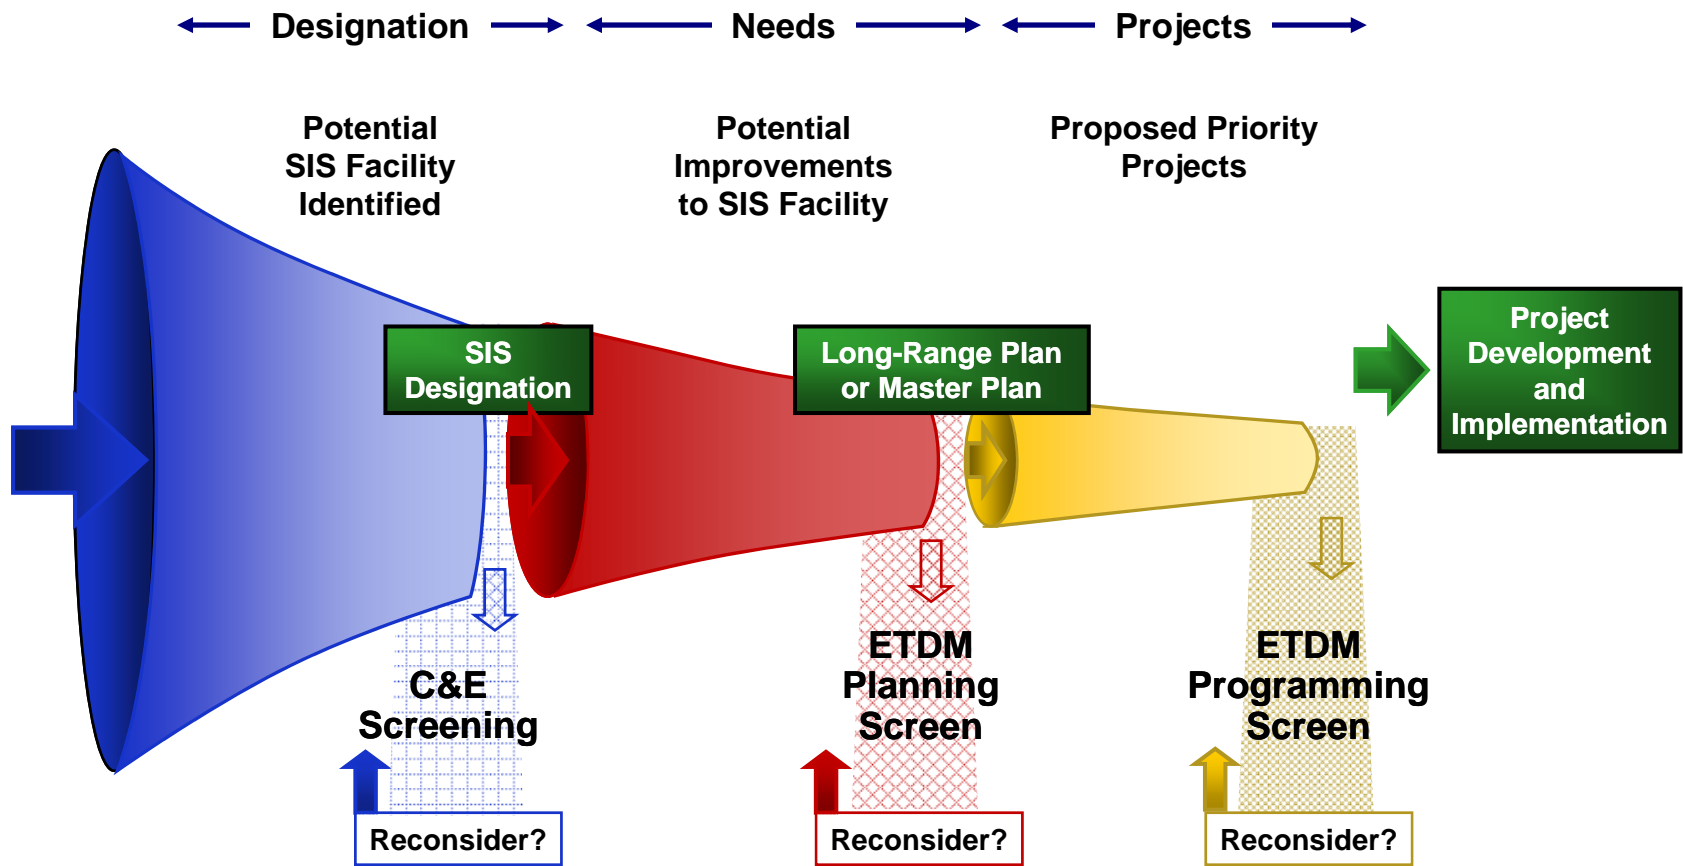 Designation
Needs
Projects
Potential
SIS Facility
Identified
Potential
Improvements
to SIS Facility
Proposed Priority
Projects
SIS
Designation
Long-Range Plan
or Master Plan
Project
Development
and
Implementation
C&E
Screening
ETDM
Planning
Screen
ETDM
Programming
Screen
Reconsider?
Reconsider?
Reconsider?